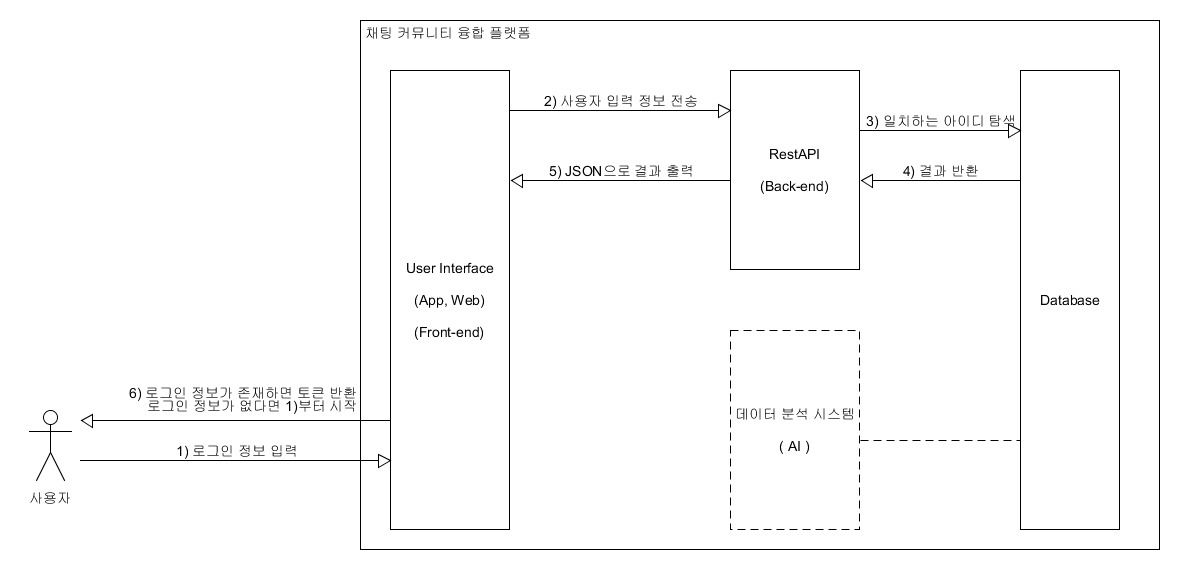 채팅 커뮤니티 융합 플랫폼
2) 사용자 입력 정보 전송
3) 일치하는 아이디 탐색
RestAPI
(Back-end)
5) JSON으로 결과 출력
4) 결과 반환
User Interface
(App, Web)
(Front-end)
Database
6) 로그인 정보가 존재하면 토큰 반환
로그인 정보가 없다면 1)부터 시작
데이터 분석 시스템
( AI )
1) 로그인 정보 입력
사용자